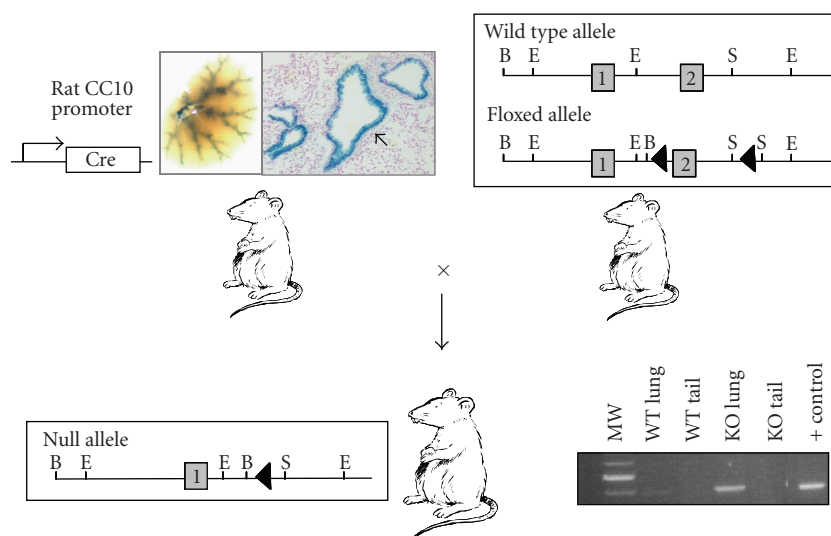 Rat CC10
promoter
Cre
Wild type allele
B E E S E
1 2
Floxed allele
B E E B S S E
1 2
×
Null allele
B E E B S E
1
MW
WT lung
WT tail
KO lung
KO tail
+ control